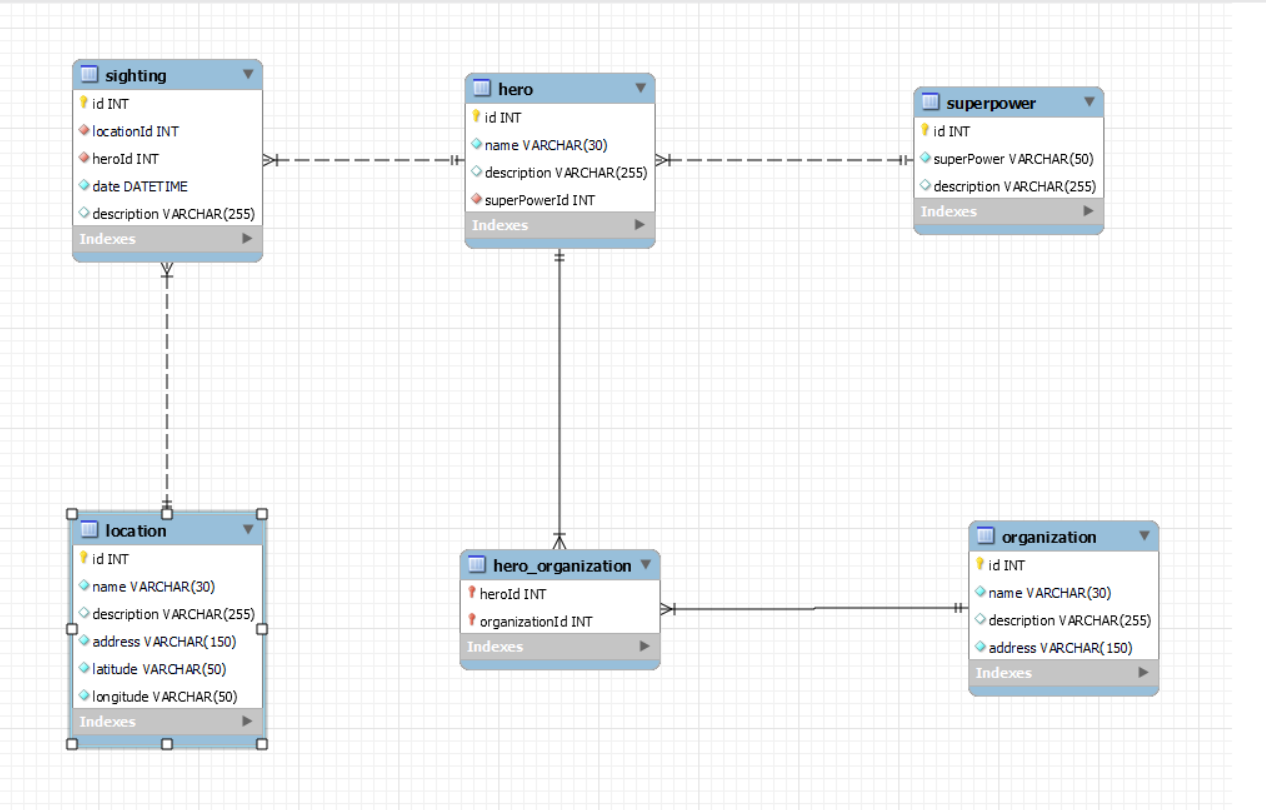 sighting
id INT
locationId INT
heroId INT
date DATETIME
description VARCHAR(255)
Indexes
hero
id INT
name VARCHAR(30)
description VARCHAR(255)
superPowerId INT
Indexes
superpower
id INT
superPower VARCHAR(50)
description VARCHAR(255)
Indexes
location
id INT
name VARCHAR(30)
description VARCHAR(255)
address VARCHAR(150)
latitude VARCHAR(50)
longitude VARCHAR(50)
Indexes
hero_organization
heroId INT
organizationId INT
Indexes
organization
id INT
name VARCHAR(30)
description VARCHAR(255)
address VARCHAR(150)
Indexes